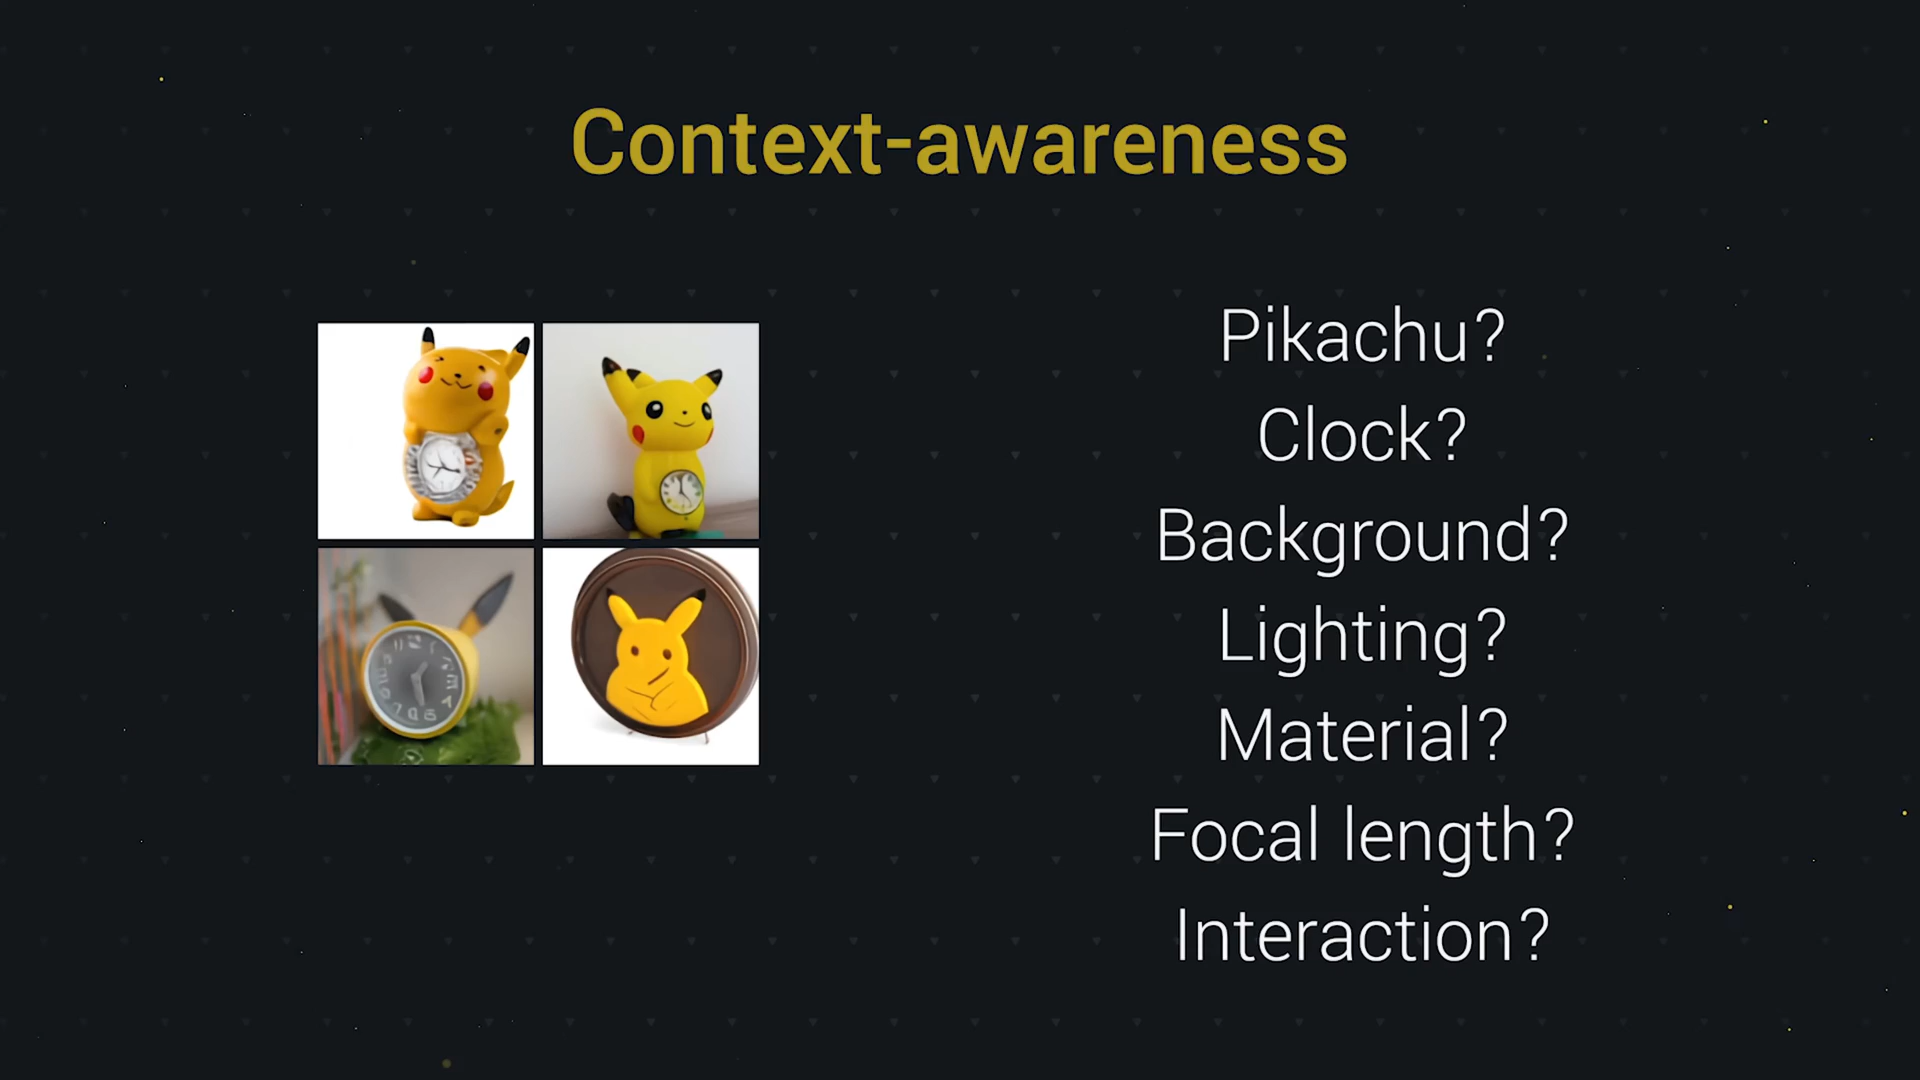 Context-awareness
Pikachu?
Clock?
Background?
Lighting?
Material?
Focal length?
Interaction?